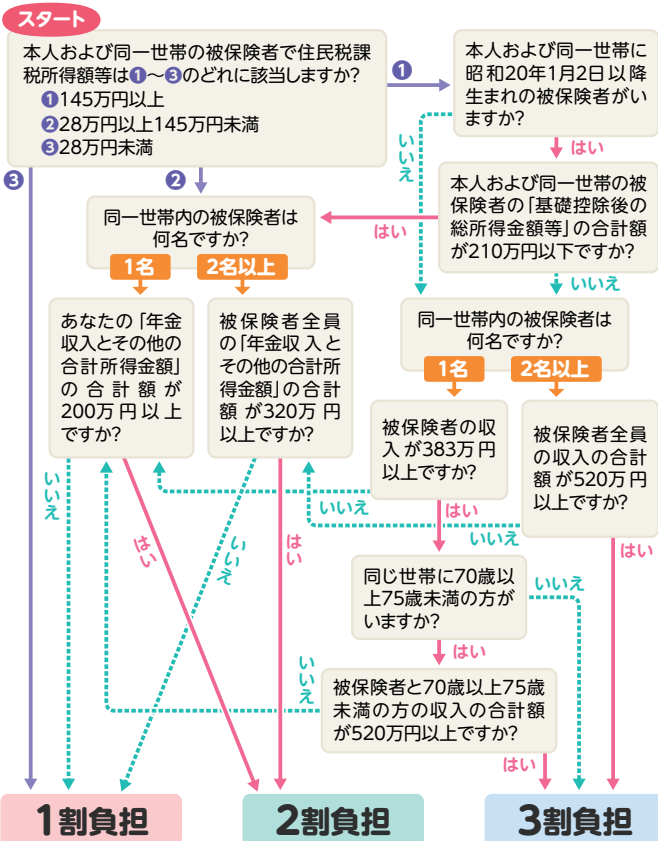 スタート
本人および同一世帯の被保険者で住民税課
税所得額等は❶～❸のどれに該当しますか?
❶145万円以上
❷28万円以上145万円未満
❸28万円未満
❶
本人および同一世帯に
昭和20年1月2日以降
生まれの被保険者がい
ますか?
いいえ
はい
❸
❷
本人および同一世帯の被
保険者の「基礎控除後の
総所得金額等」の合計額
が210万円以下ですか?
はい
いいえ
同一世帯内の被保険者は
何名ですか?
1名
2名以上
同一世帯内の被保険者は
何名ですか?
1名
2名以上
あなたの「年金
収入とその他の
合計所得金額」
の合計額が
200万円以上
ですか?
被保険者全員
の「年金収入と
その他の合計所
得金額」の合計
額が320万円
以上ですか?
被保険者の収
入が383万円
以上ですか?
被保険者全員
の収入の合計
額が520万円
以上ですか?
いいえ
はい
いいえ
はい
いいえ
はい
いいえ
はい
同じ世帯に70歳以
上75歳未満の方が
いますか?
いいえ
はい
いいえ
被保険者と70歳以上75歳
未満の方の収入の合計額
が520万円以上ですか?
はい
1割負担
2割負担
3割負担